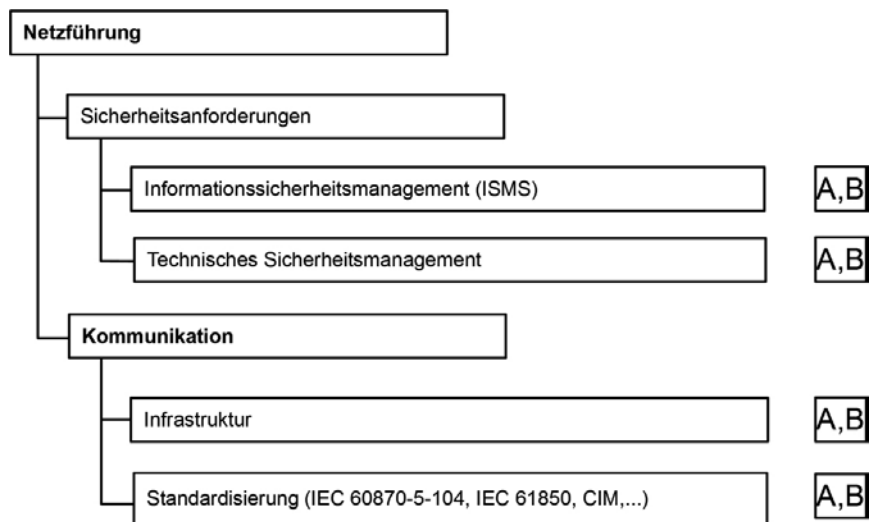 Netzführung
Sicherheitsanforderungen
Informationssicherheitsmanagement (ISMS) A,B
Technisches Sicherheitsmanagement A,B
Kommunikation
Infrastruktur A,B
Standardisierung (IEC 60870-5-104, IEC 61850, CIM,...) A,B